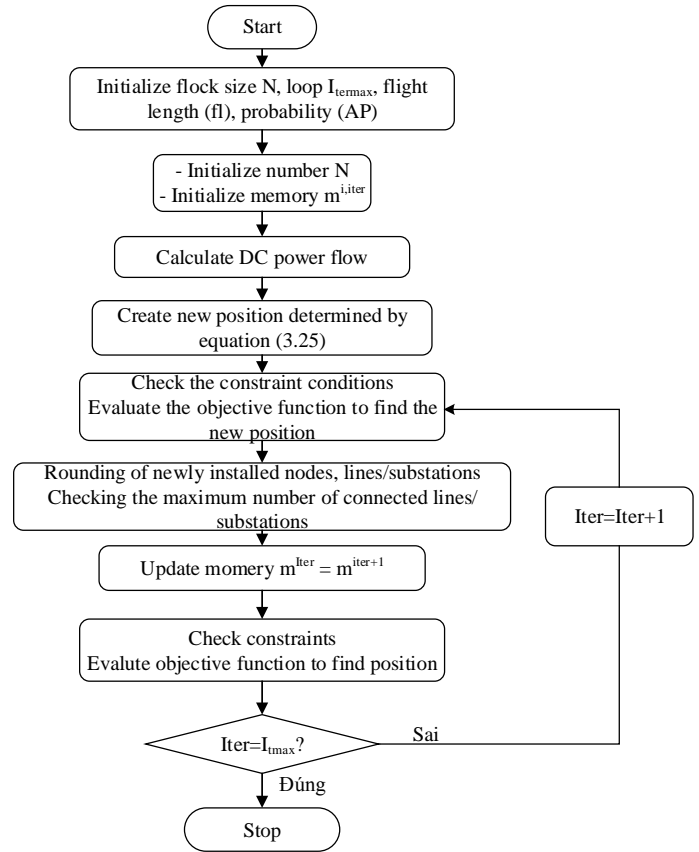 Start
Initialize flock size N, loop Itermax, flight
length (fl), probability (AP)
- Initialize number N
- Initialize memory m^i,iter
Calculate DC power flow
Create new position determined by
equation (3.25)
Check the constraint conditions
Evaluate the objective function to find the
new position
Rounding of newly installed nodes, lines/substations
Checking the maximum number of connected lines/
substations
Iter=Iter+1
Update momery m^Iter = m^iter+1
Check constraints
Evalute objective function to find position
Iter=Itmax?
Sai
Đúng
Stop